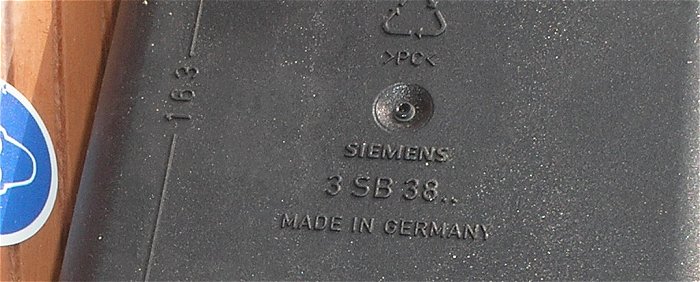 >PC<
163
SIEMENS
3 SB 38..
MADE IN GERMANY